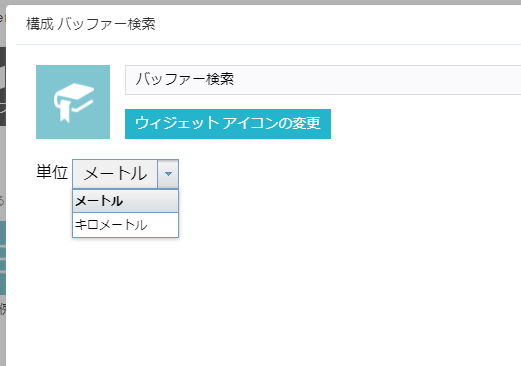 構成 バッファー検索
バッファー検索
ウィジェット アイコンの変更
単位 メートル
メートル
キロメートル